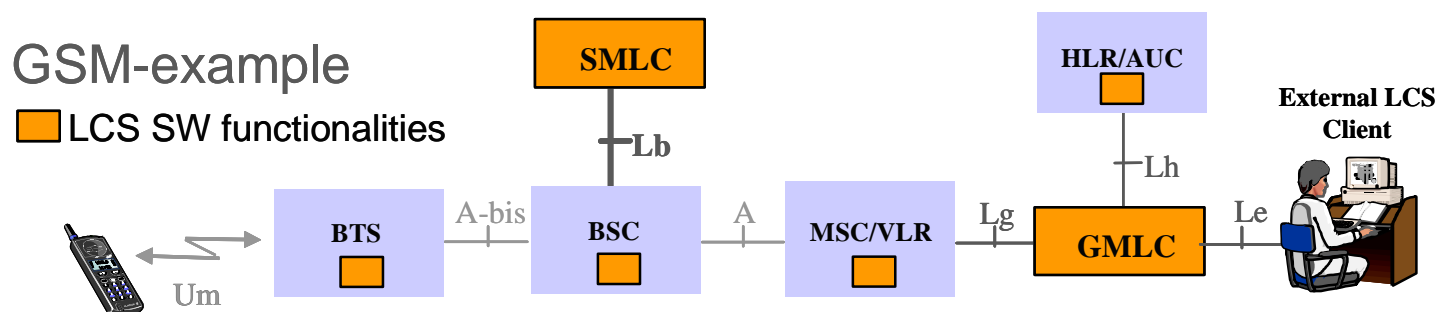 GSM-example
LCS SW functionalities
SMLC
HLR/AUC
External LCS
Client
Lb
Lh
A-bis
A
Lg
Le
BTS
BSC
MSC/VLR
GMLC
Um